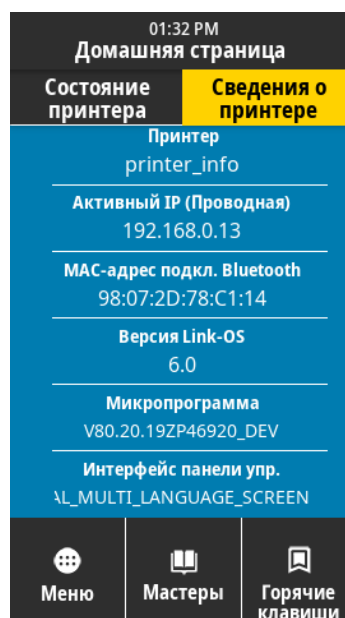 01:32 PM
Домашняя страница
Состояние
принтера
Сведения о
принтере
Принтер
printer_info
Активный IP (Проводная)
192.168.0.13
MAC-адрес подкл. Bluetooth
98:07:2D:78:C1:14
Версия Link-OS
6.0
Микропрограмма
V80.20.19ZP46920_DEV
Интерфейс панели упр.
AL_MULTI_LANGUAGE_SCREEN
Меню
Мастеры
Горячие
клавиши